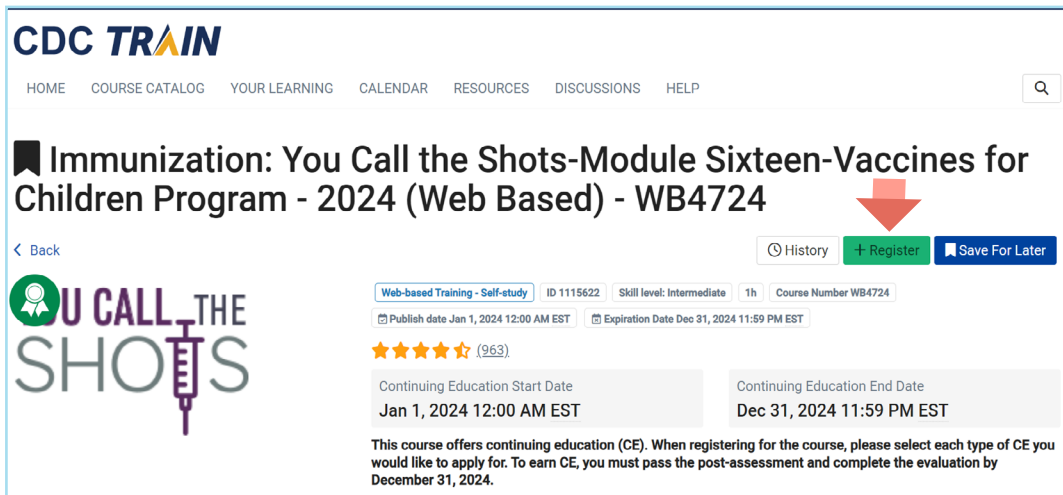 CDC TRAIN
HOME COURSE CATALOG YOUR LEARNING CALENDAR RESOURCES DISCUSSIONS HELP
Immunization: You Call the Shots-Module Sixteen-Vaccines for
Children Program - 2024 (Web Based) - WB4724
Back
History + Register Save For Later
YOU CALL THE
SHOTS
Web-based Training - Self-study ID 1115622 Skill level: Intermediate 1h Course Number WB4724
Publish date Jan 1, 2024 12:00 AM EST Expiration Date Dec 31, 2024 11:59 PM EST
(963)
Continuing Education Start Date
Jan 1, 2024 12:00 AM EST
Continuing Education End Date
Dec 31, 2024 11:59 PM EST
This course offers continuing education (CE). When registering for the course, please select each type of CE you
would like to apply for. To earn CE, you must pass the post-assessment and complete the evaluation by
December 31, 2024.